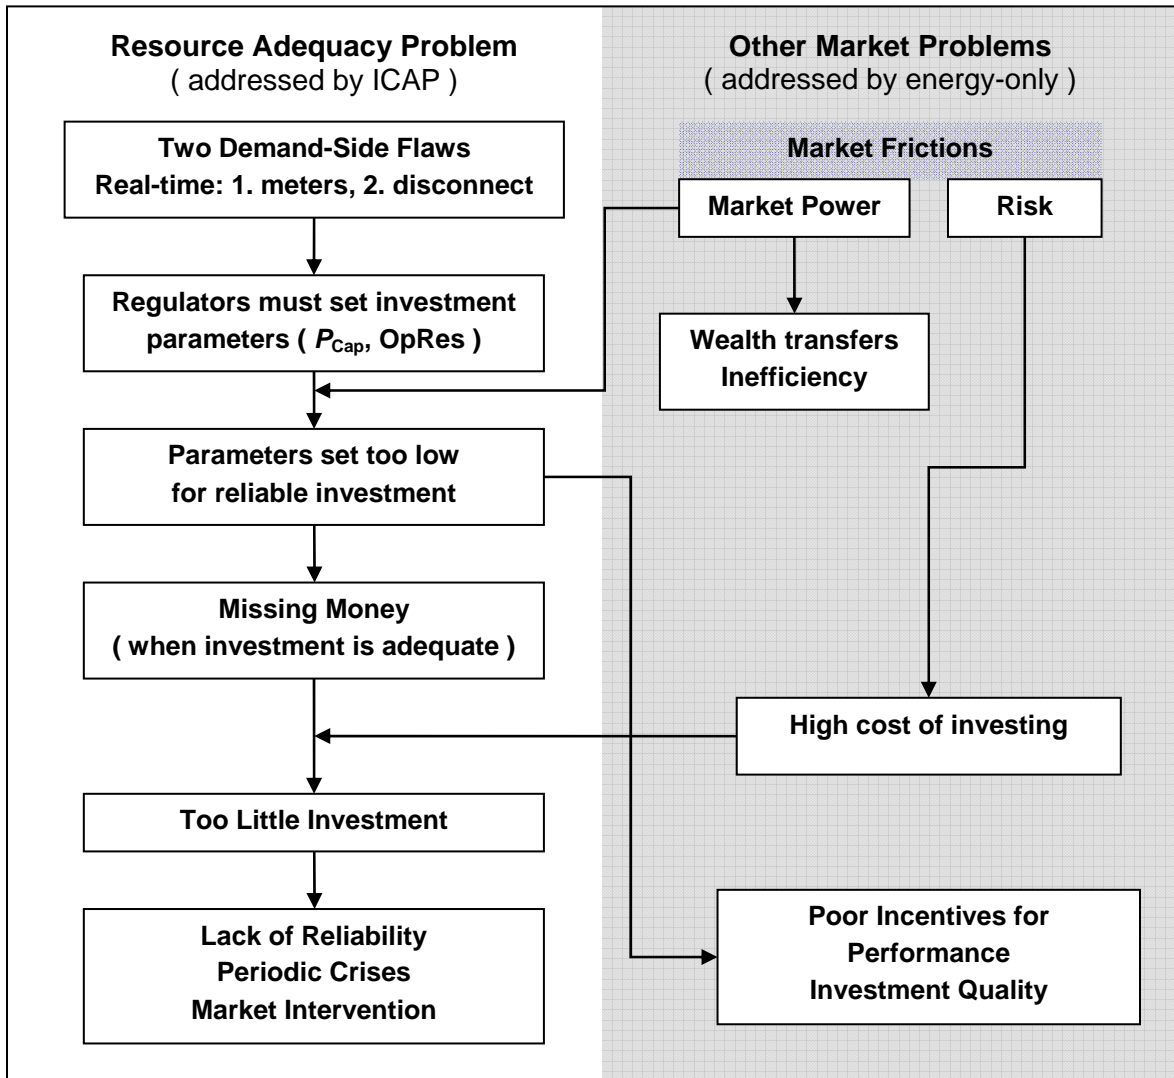 Resource Adequacy Problem
( addressed by ICAP )
Two Demand-Side Flaws
Real-time: 1. meters, 2. disconnect
Regulators must set investment
parameters ( PCap, OpRes )
Parameters set too low
for reliable investment
Missing Money
( when investment is adequate )
Too Little Investment
Lack of Reliability
Periodic Crises
Market Intervention
Other Market Problems
( addressed by energy-only )
Market Frictions
Market Power
Risk
Wealth transfers
Inefficiency
High cost of investing
Poor Incentives for
Performance
Investment Quality